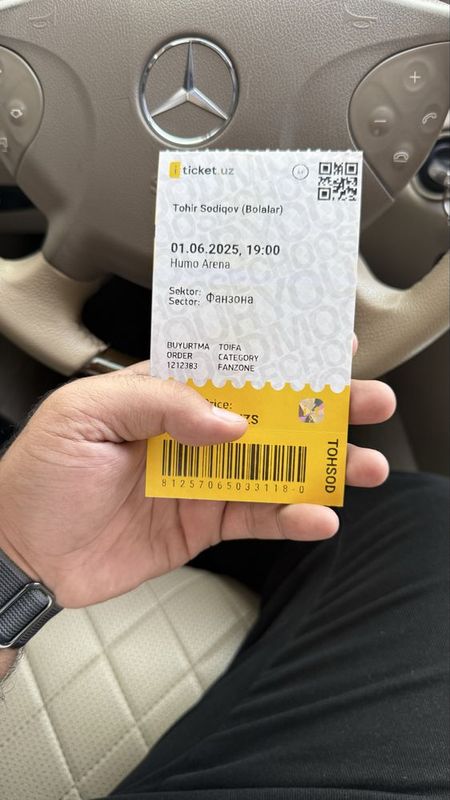 iticket.uz
Tohir Sodiqov (Bolalar)
01.06.2025, 19:00
Humo Arena
Sektor:
Sector: Фанзона
BUYURTMA TOIFA
ORDER CATEGORY
1212383 FANZONE
81257065033118-0
TOHSOD